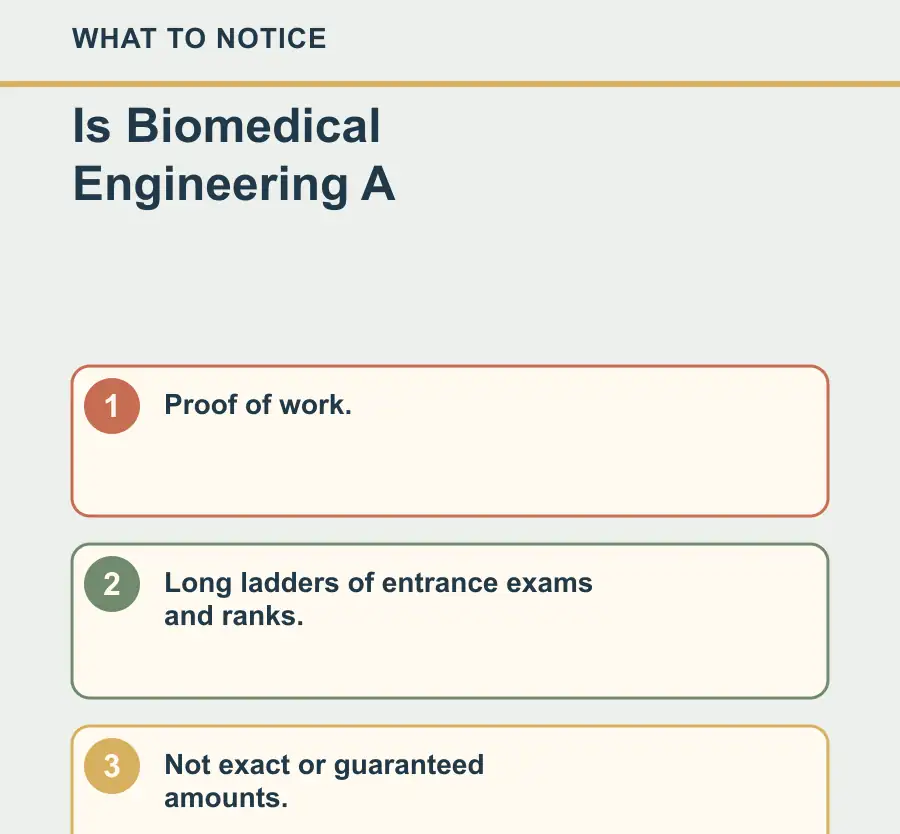 WHAT TO NOTICE
Is Biomedical
Engineering A
1
Proof of work.
2
Long ladders of entrance exams
and ranks.
3
Not exact or guaranteed
amounts.